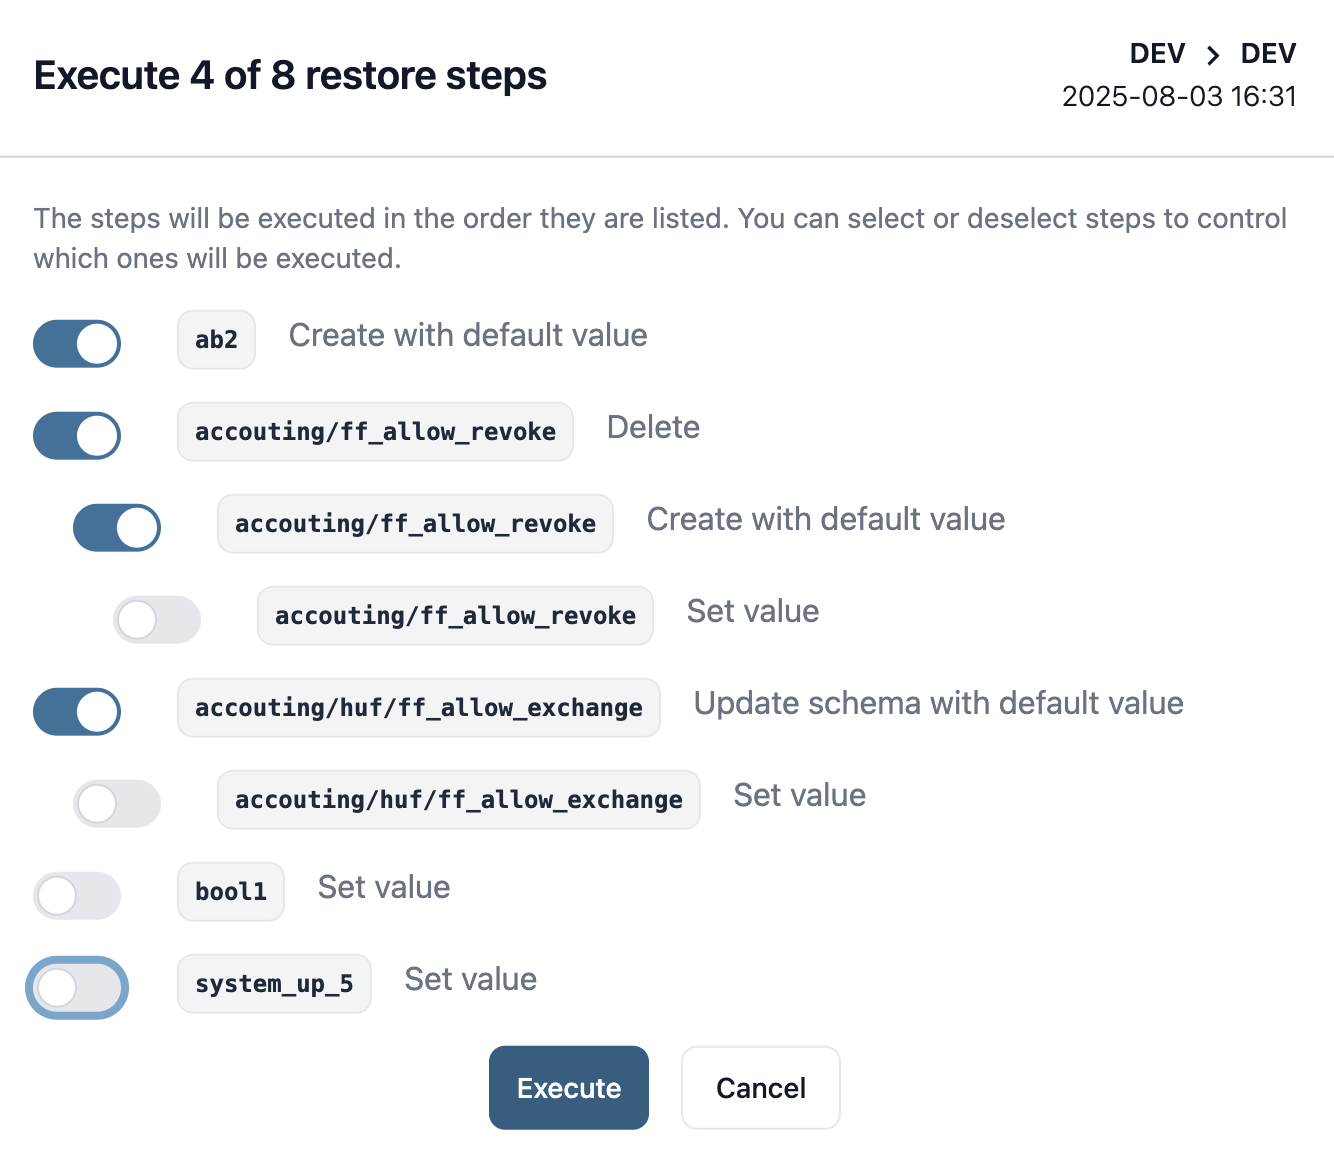 Execute 4 of 8 restore steps
DEV > DEV
2025-08-03 16:31
The steps will be executed in the order they are listed. You can select or deselect steps to control
which ones will be executed.
ab2 Create with default value
accouting/ff_allow_revoke Delete
accouting/ff_allow_revoke Create with default value
accouting/ff_allow_revoke Set value
accouting/huf/ff_allow_exchange Update schema with default value
accouting/huf/ff_allow_exchange Set value
bool1 Set value
system_up_5 Set value
Execute Cancel